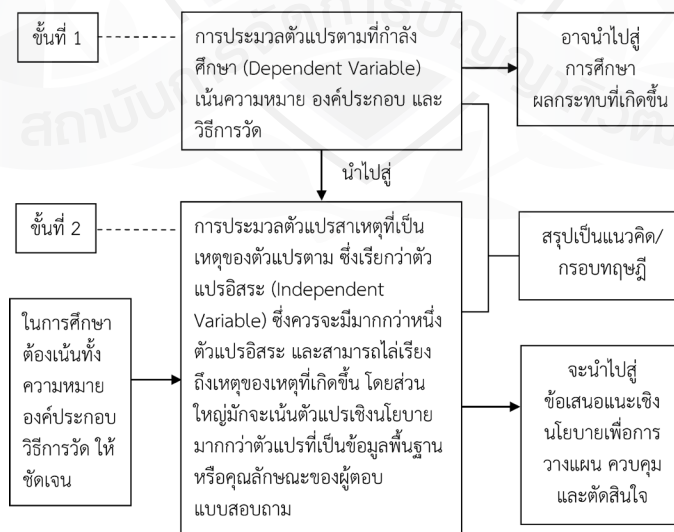 ขั้นที่ 1
การประมวลตัวแปรตามที่กำลัง
ศึกษา (Dependent Variable)
เน้นความหมาย องค์ประกอบ และ
วิธีการวัด
อาจนำไปสู่
การศึกษา
ผลกระทบที่เกิดขึ้น
นำไปสู่
ขั้นที่ 2
การประมวลตัวแปรสาเหตุที่เป็น
เหตุของตัวแปรตาม ซึ่งเรียกว่าตัว
แปรอิสระ (Independent
Variable) ซึ่งควรจะมีมากกว่าหนึ่ง
ตัวแปรอิสระ และสามารถไล่เรียง
ถึงเหตุของเหตุที่เกิดขึ้น โดยส่วน
ใหญ่มักจะเน้นตัวแปรเชิงนโยบาย
มากกว่าตัวแปรที่เป็นข้อมูลพื้นฐาน
หรือคุณลักษณะของผู้ตอบ
แบบสอบถาม
สรุปเป็นแนวคิด/
กรอบทฤษฎี
ในการศึกษา
ต้องเน้นทั้ง
ความหมาย
องค์ประกอบ
วิธีการวัด ให้
ชัดเจน
จะนำไปสู่
ข้อเสนอแนะเชิง
นโยบายเพื่อการ
วางแผน ควบคุม
และตัดสินใจ
สถาบันการจัดการปัญญาภิวัฒ